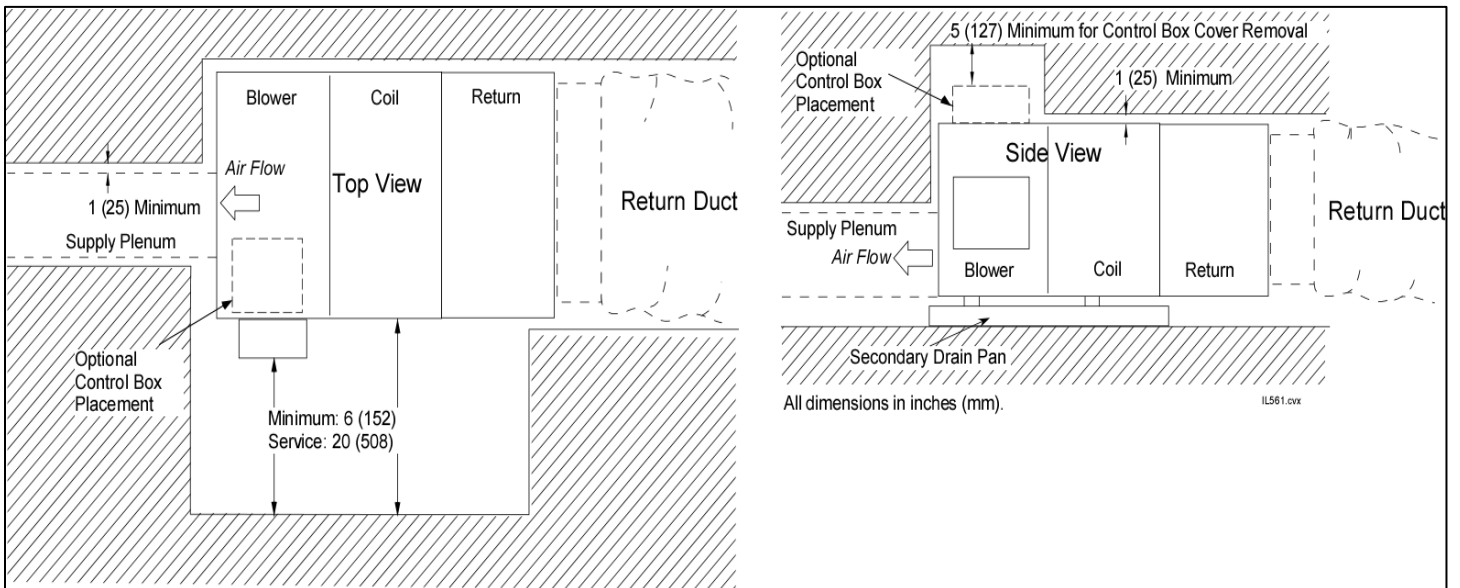 Blower
Coil
Return
Air Flow
Top View
1 (25) Minimum
Return Duct
Supply Plenum
Optional
Control Box
Placement
Minimum: 6 (152)
Service: 20 (508)
5 (127) Minimum for Control Box Cover Removal
Optional
Control Box
Placement
1 (25) Minimum
Side View
Return Duct
Supply Plenum
Air Flow
Blower
Coil
Return
Secondary Drain Pan
All dimensions in inches (mm).
IL561.cvx